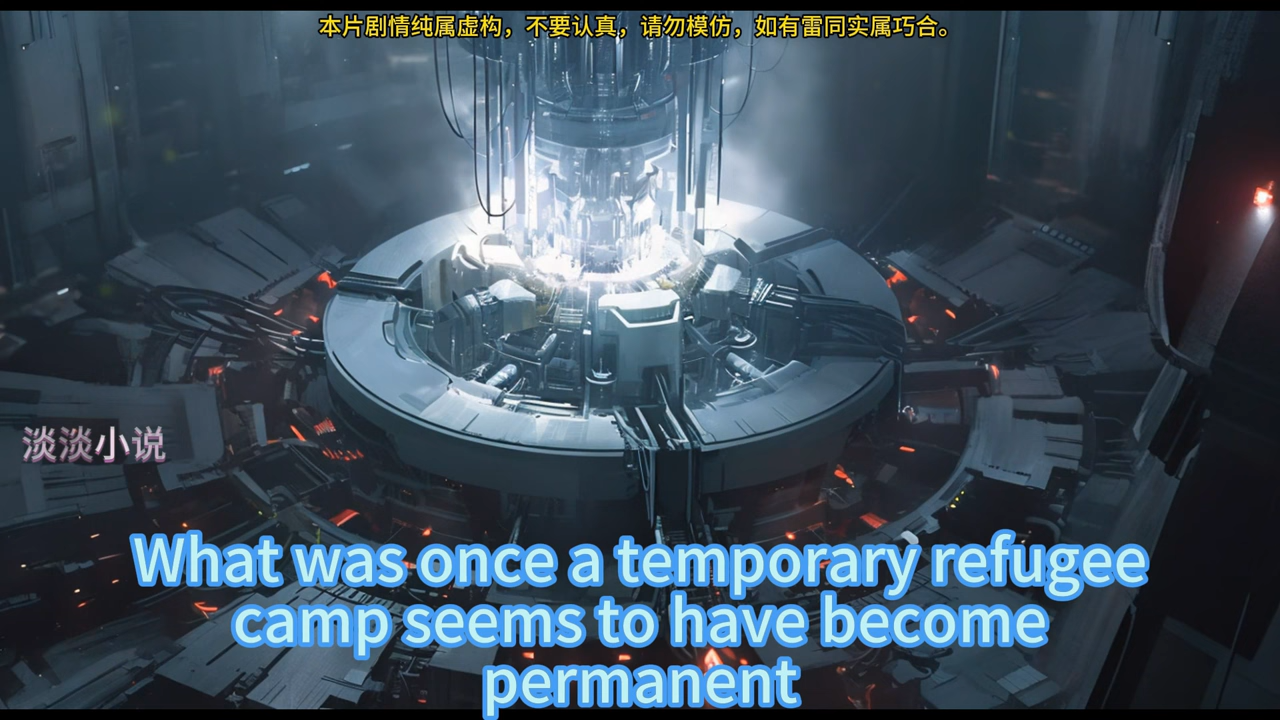 本片剧情纯属虚构，不要认真，请勿模仿，如有雷同实属巧合。
淡淡小说
What was once a temporary refugee
camp seems to have become
permanent